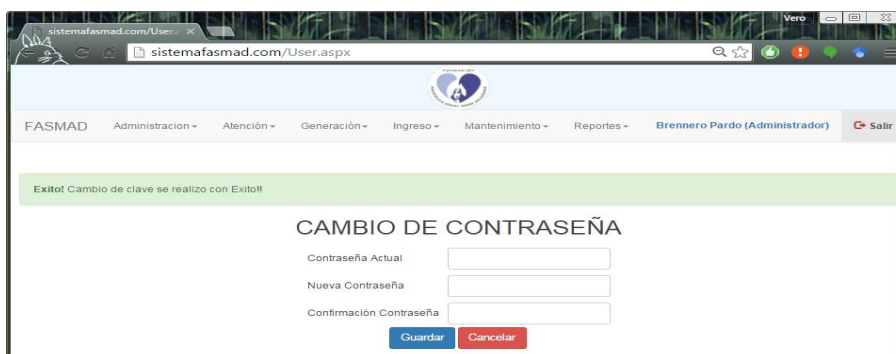 Vero
sistemafasmad.com/User.
sistemafasmad.com/User.aspx
FASMAD Administracion Atención Generación Ingreso Mantenimiento Reportes Brennero Pardo (Administrador) Salir
Exito! Cambio de clave se realizo con Exito!!
CAMBIO DE CONTRASEÑA
Contraseña Actual
Nueva Contraseña
Confirmación Contraseña
Guardar Cancelar